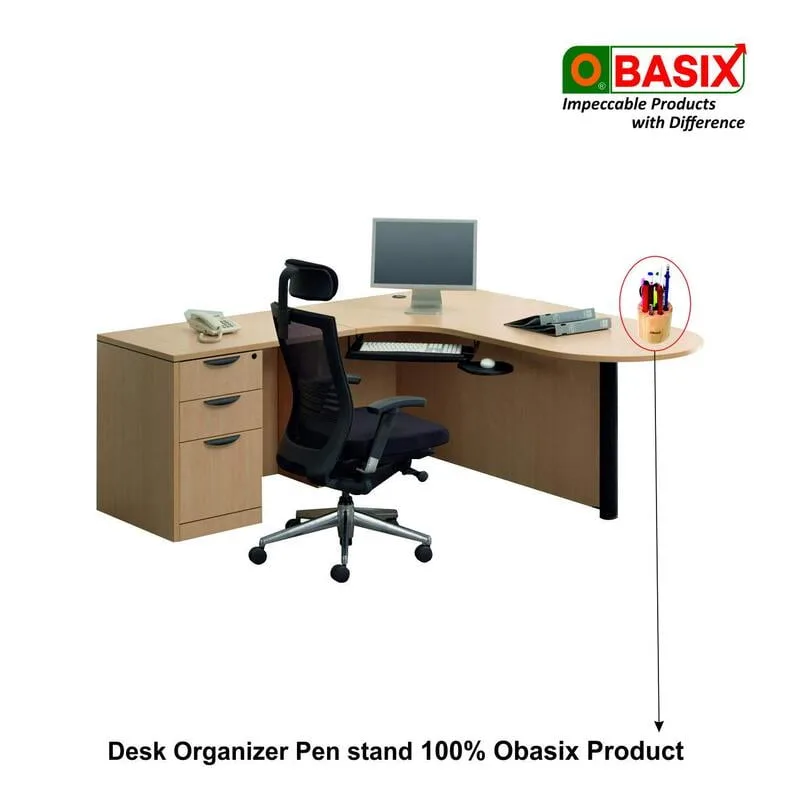 OBASIX
®
Impeccable Products
with Difference
Desk Organizer Pen stand 100% Obasix Product